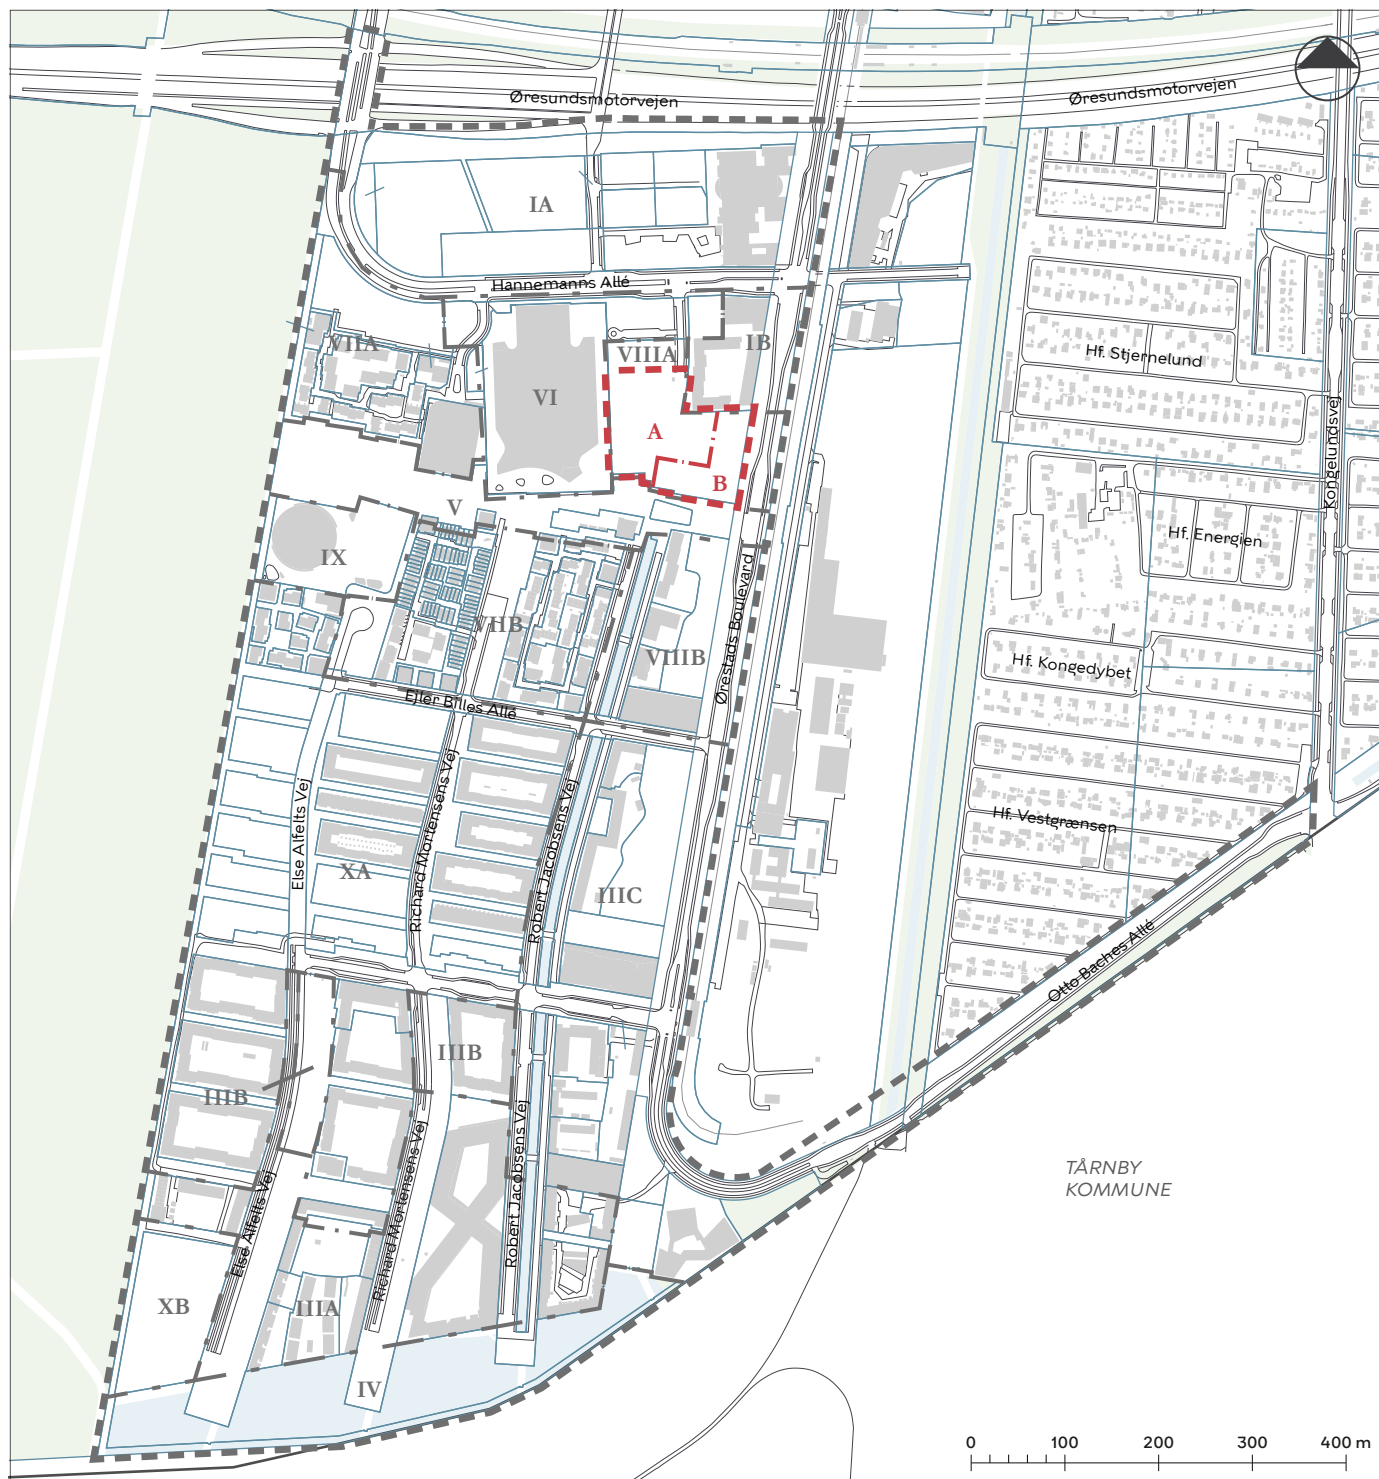 Øresundsmotorvejen
Øresundsmotorvejen
IA
Hannemanns Allé
VIIA
VIIIA
IB
Hf. Stjernelund
VI
Kongelundsvej
A
B
V
Hf. Energien
IX
VIIB
Ørestads Boulevard
VIIIB
Hf. Kongedybet
Ejler Billes Allé
Else Alfelts Vej
Richard Mortensens Vej
Robert Jacobsens Vej
Hf. Vestgrænsen
XA
IIIC
Otto Baches Allé
IIIB
IIIB
Robert Jacobsens Vej
Richard Mortensens Vej
Else Alfelts Vej
TÅRNBY
KOMMUNE
XB
IIIA
IV
0 100 200 300 400 m